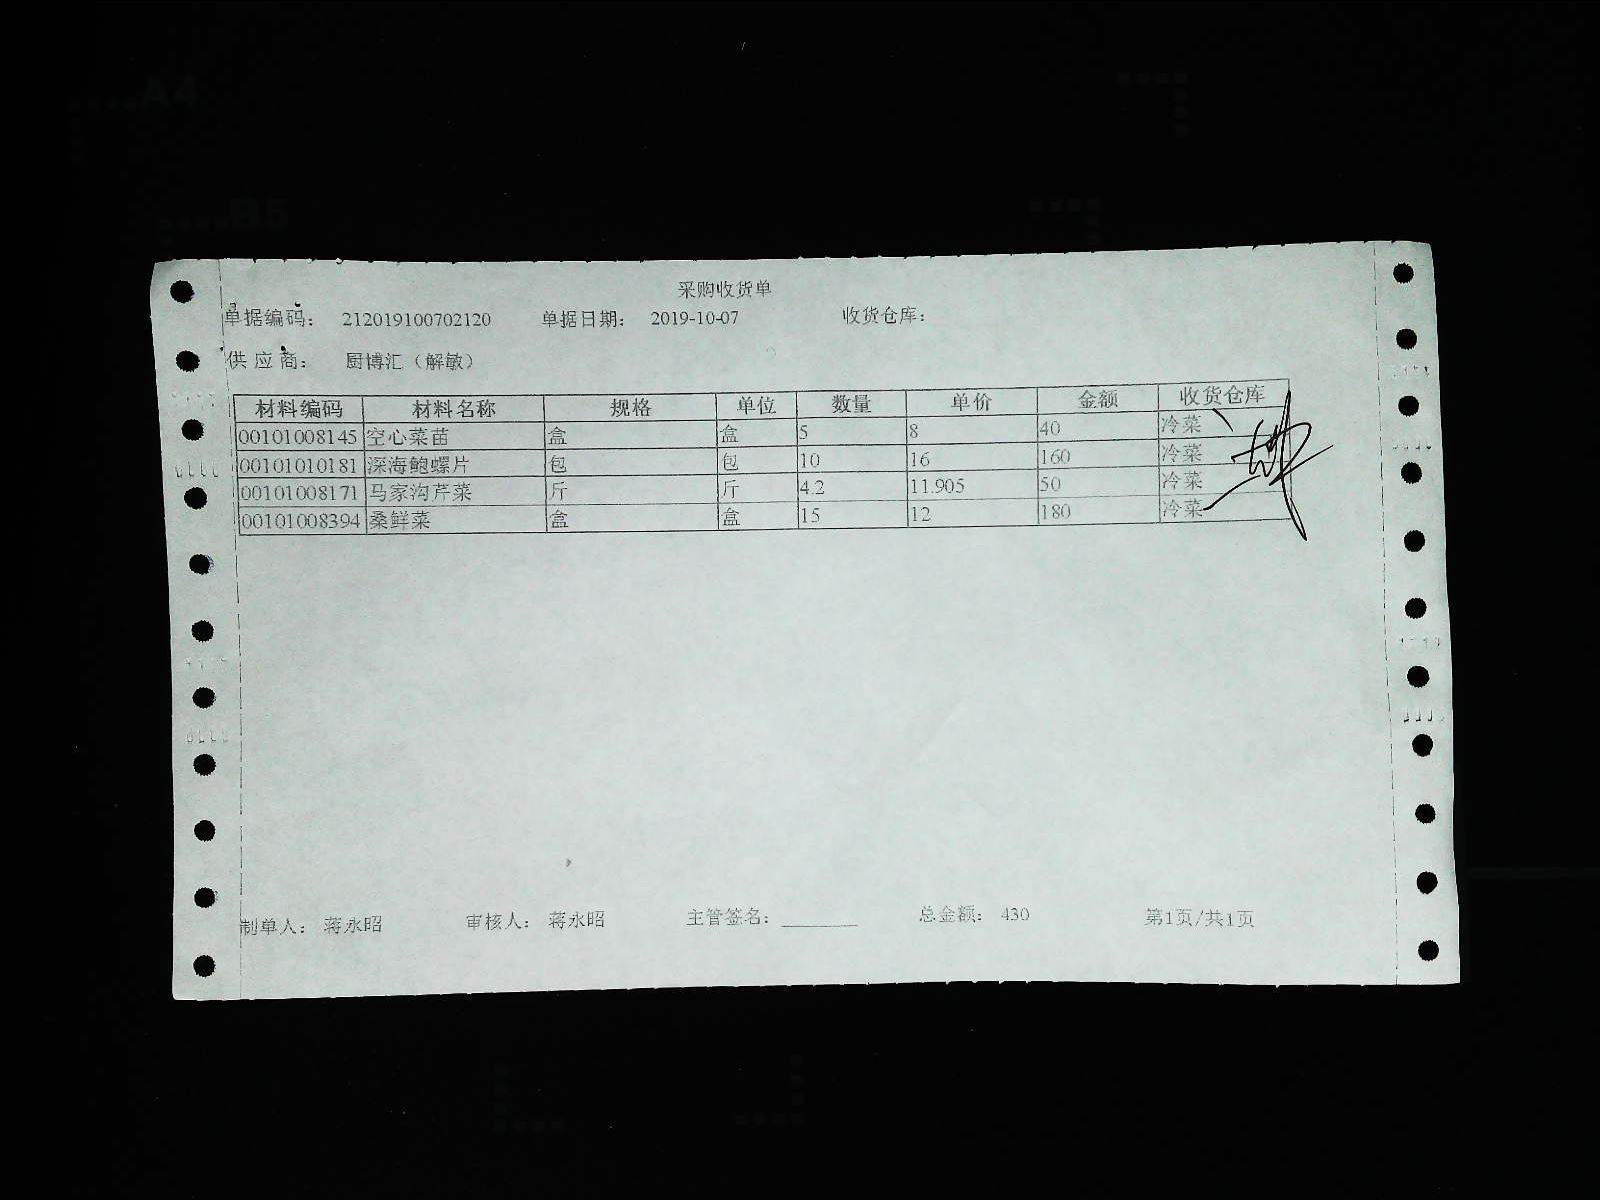 采购收货单
单据编码： 212019100702120 单据日期： 2019-10-07 收货仓库：
供 应 商： 厨博汇（解敏）
材料编码 材料名称 规格 单位 数量 单价 金额 收货仓库
00101008145 空心菜苗 盒 盒 5 8 40 冷菜
00101010181 深海鲍螺片 包 包 10 16 160 冷菜
00101008171 马家沟芹菜 斤 斤 4.2 11.905 50 冷菜
00101008394 桑鲜菜 盒 盒 15 12 180 冷菜
制单人： 蒋永昭 审核人： 蒋永昭 主管签名：________ 总金额： 430 第1页/共1页